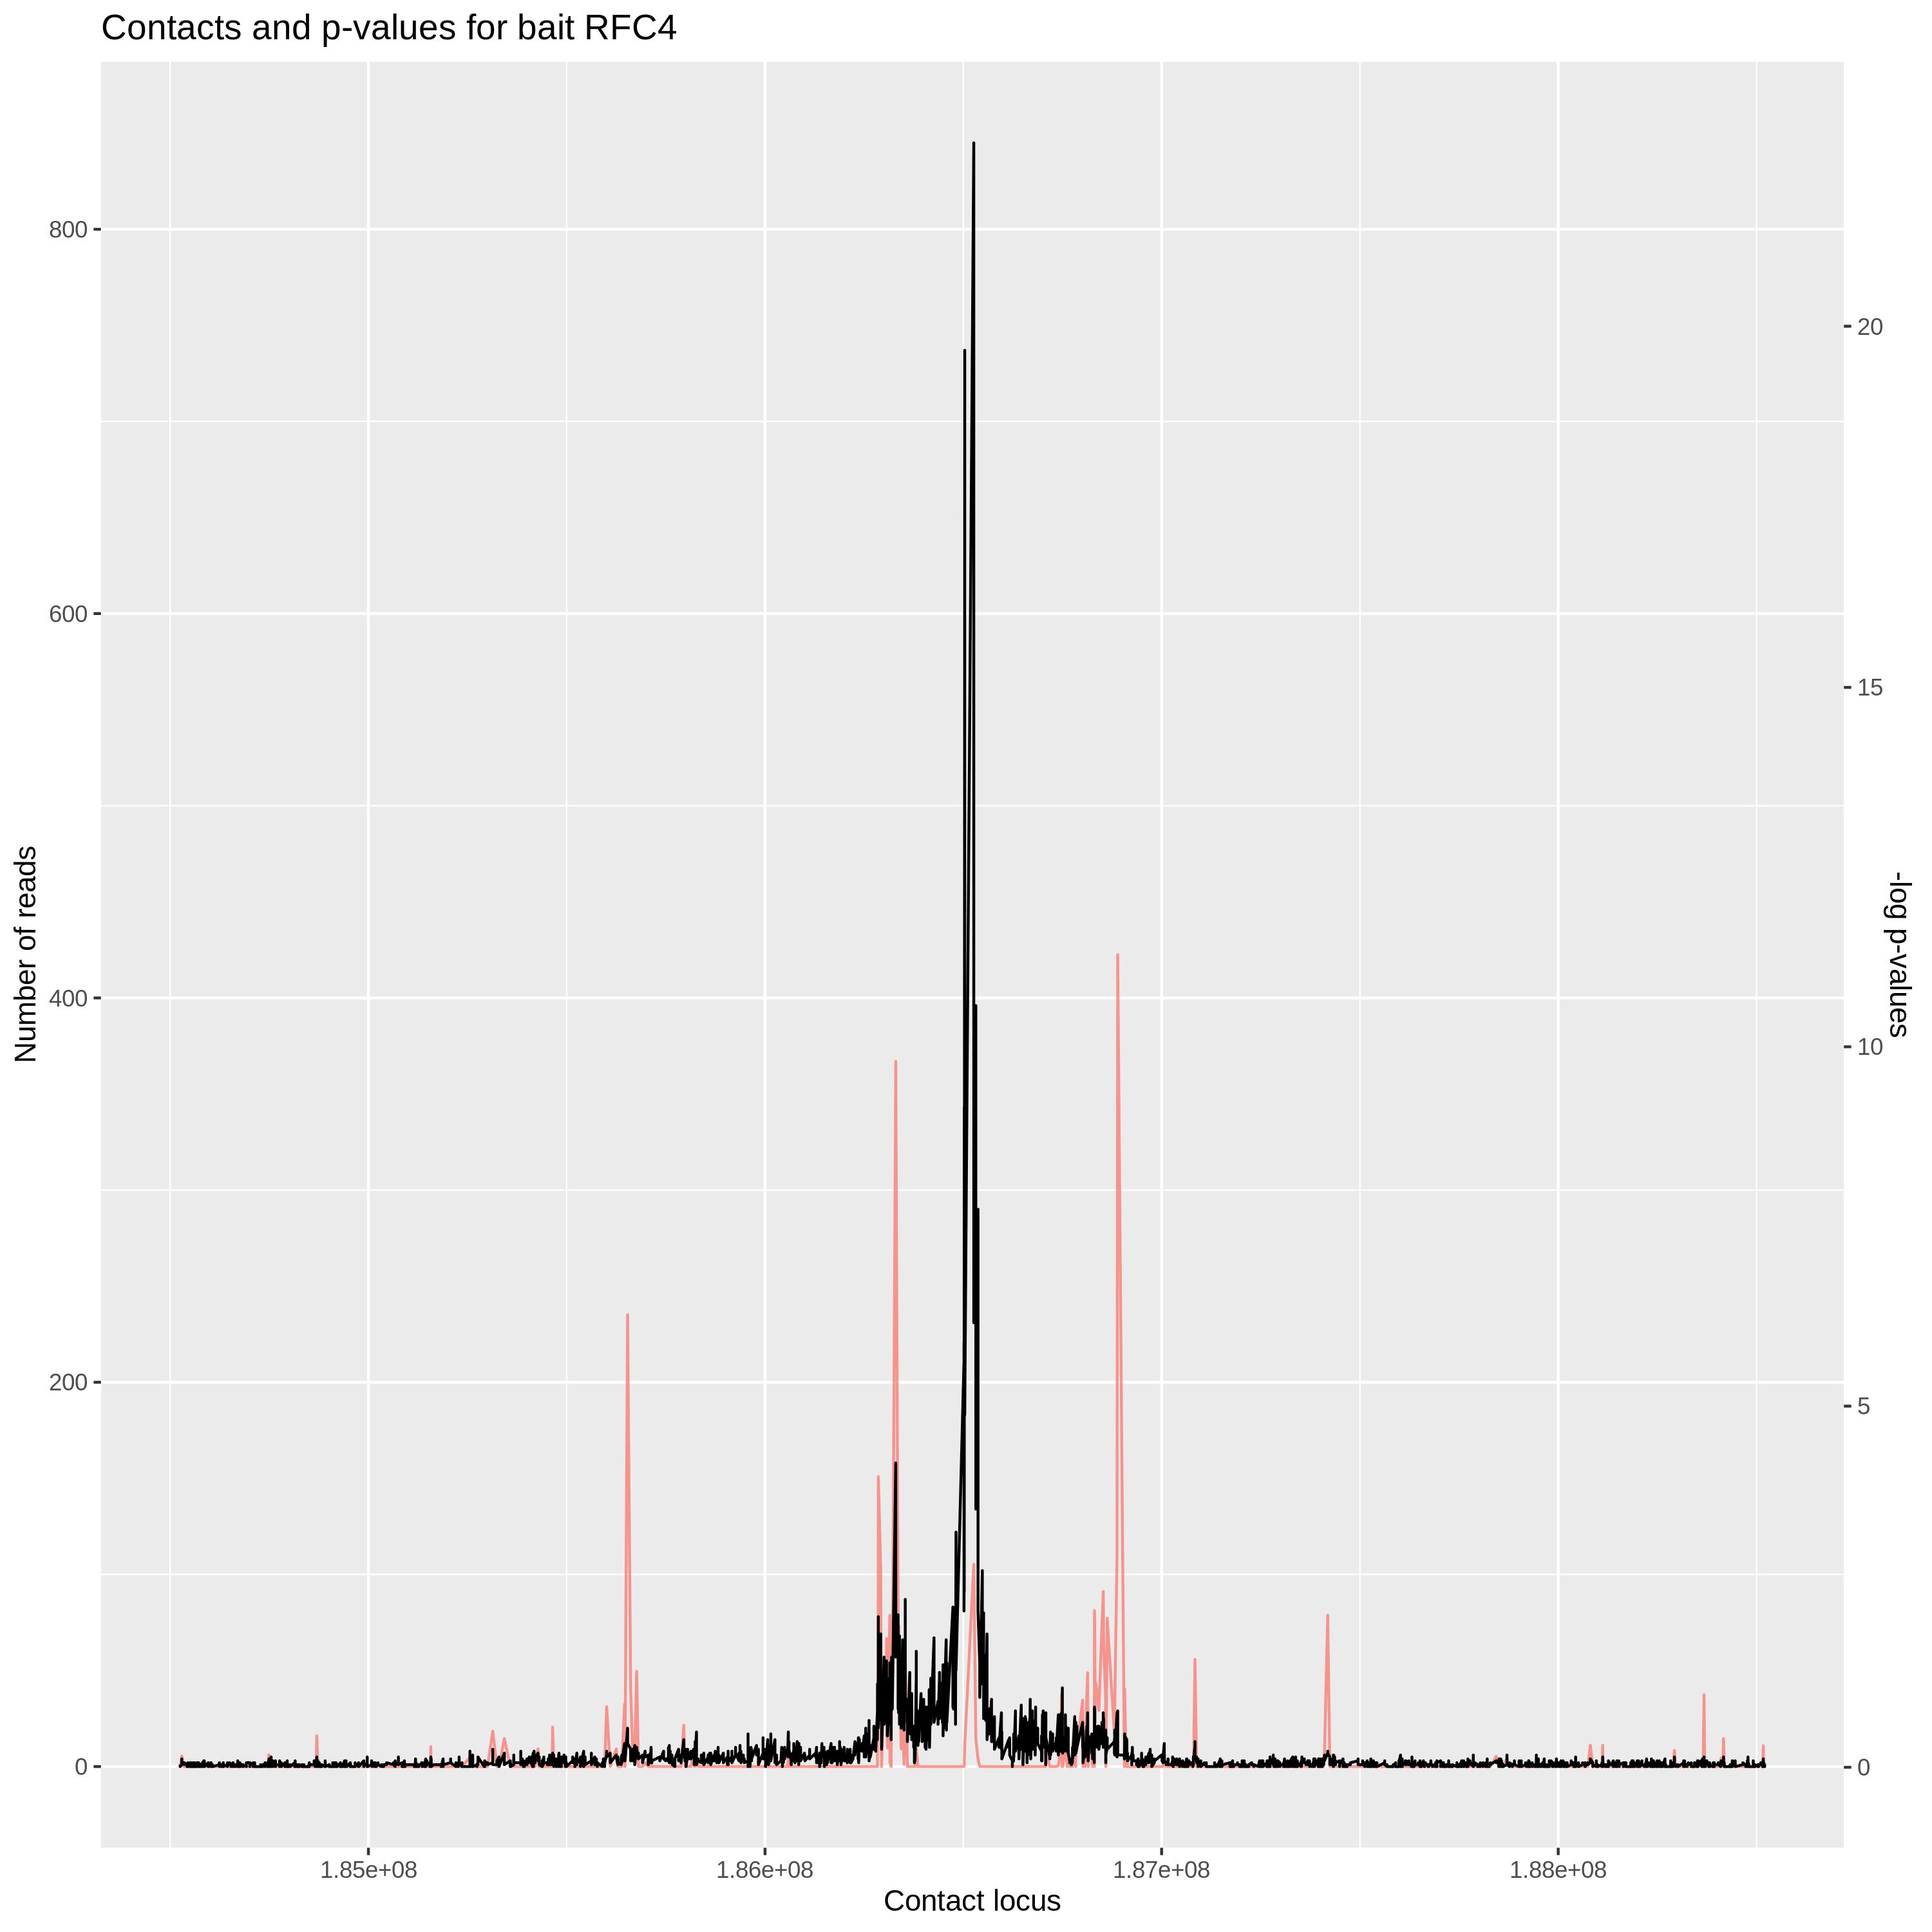 Contacts and p-values for bait RFC4
800
600
400
200
0
Number of reads
20
15
10
5
0
-log p-values
1.85e+08
1.86e+08
1.87e+08
1.88e+08
Contact locus